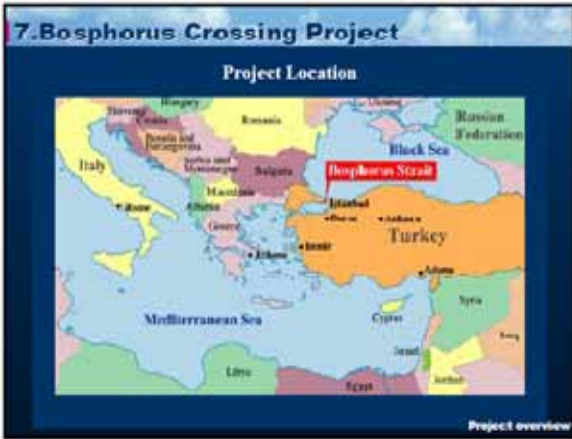 7.Bosphorus Crossing Project
Project Location
Hungary
Ukraine
Slovenia
Croatia
Romania
Russian
Federation
Bosnia and
Herzegovina
Black Sea
Italy
Serbia and
Montenegro
Bulgaria
Bosphorus Strait
Macedonia
Istanbul
Rome
Albania
Bursa
Ankara
Greece
Turkey
Athens
Izmir
Adana
Syria
Mediterranean Sea
Cyprus
Iraq
Israel
Libya
Egypt
Jordan
Project overview